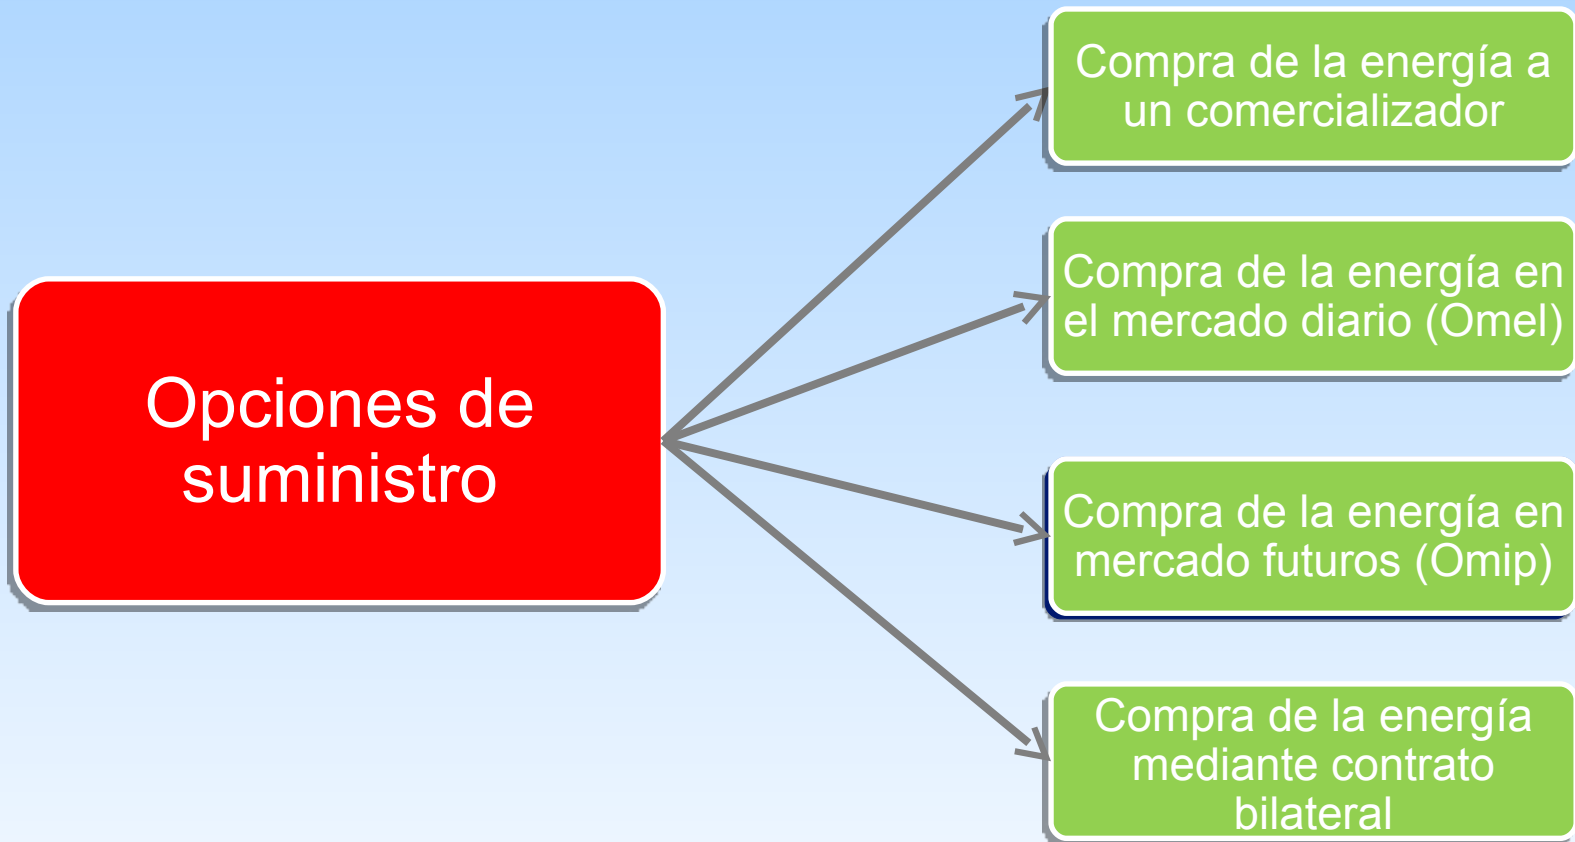 Opciones de
suministro
Compra de la energía a
un comercializador
Compra de la energía en
el mercado diario (Omel)
Compra de la energía en
mercado futuros (Omip)
Compra de la energía
mediante contrato
bilateral